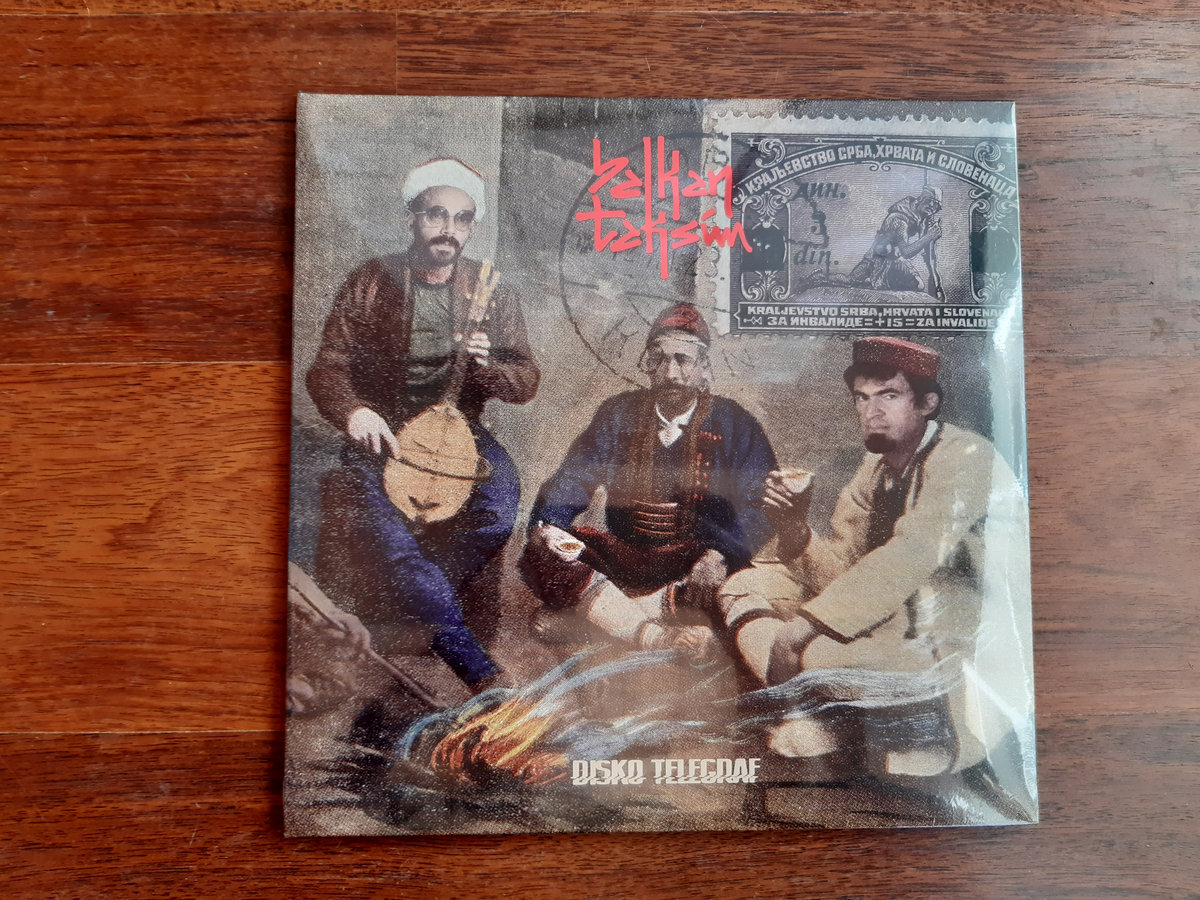 balkan
taksim
КРАЉЕВСТВО СРБА, ХРВАТА И СЛОВЕНАЦА
дин.
3
din.
KRALJEVSTVO SRBA, HRVATA I SLOVENA
ЗА ИНВАЛИДЕ=+15=ZA INVALIDE
DISKO TELEGRAF